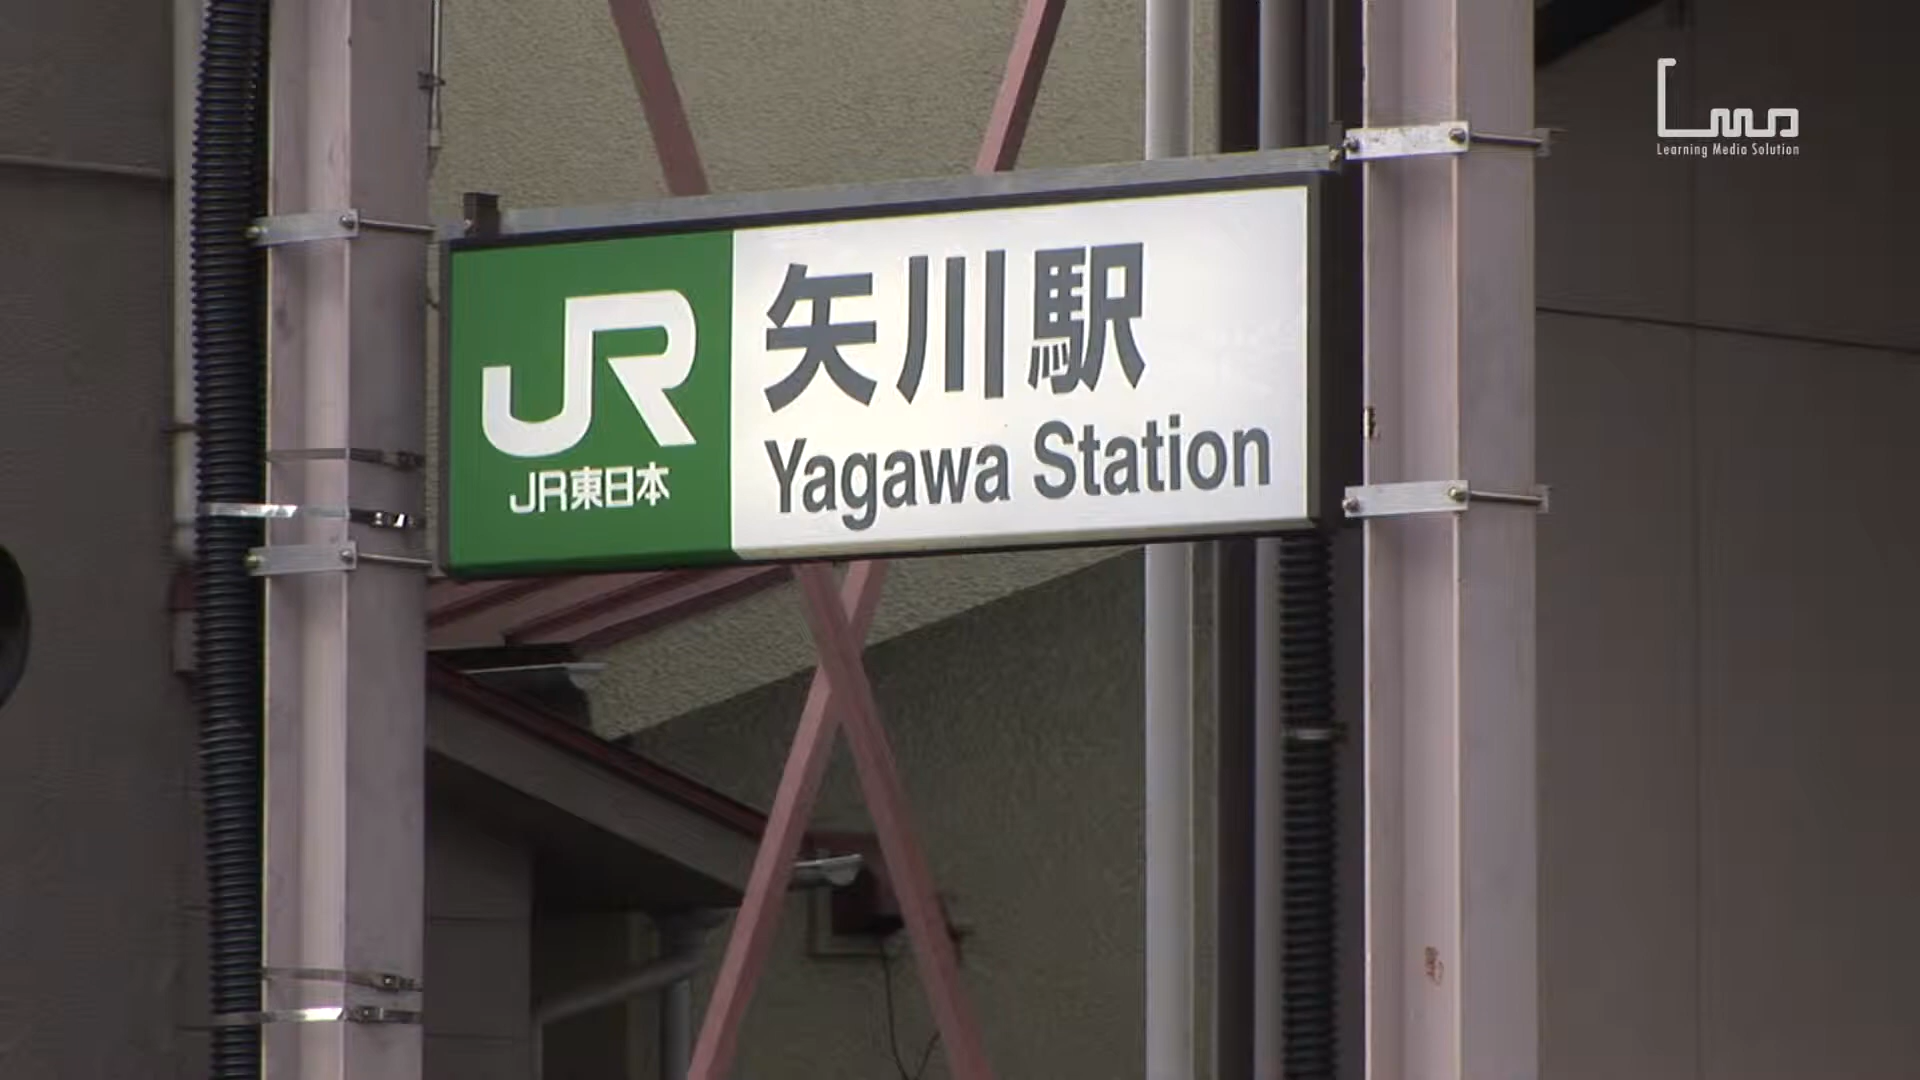 JR
JR東日本
矢川駅
Yagawa Station
Learning Media Solution